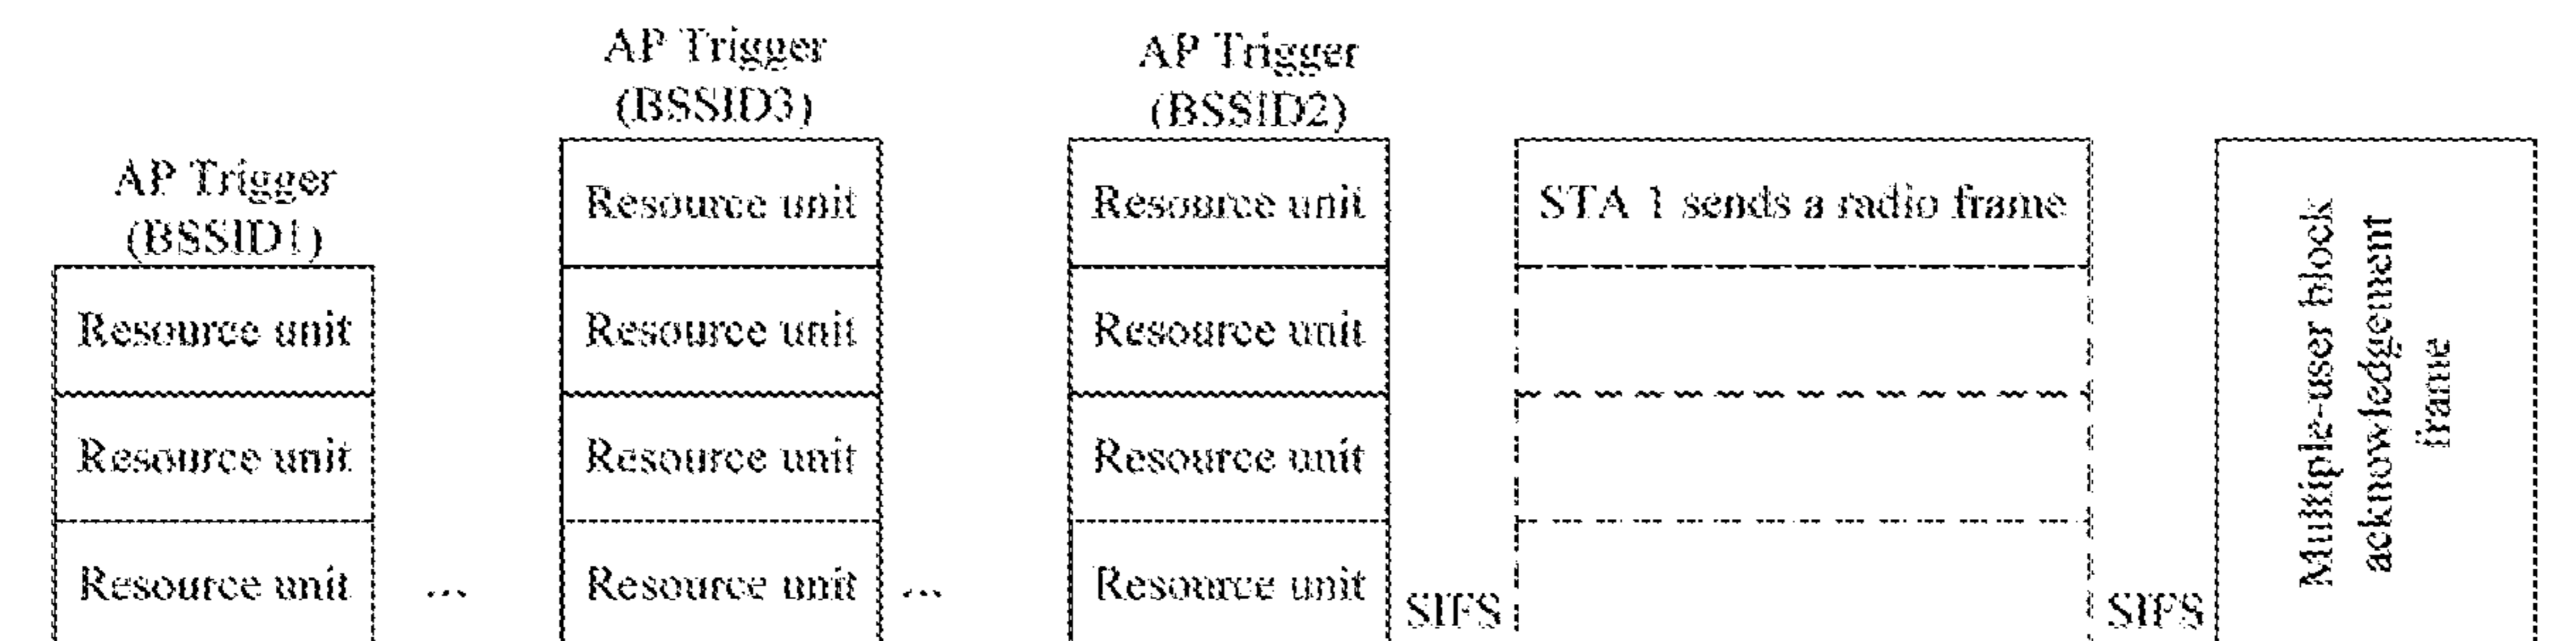 AP Trigger
(BSSID1)
Resource unit
Resource unit
Resource unit
...
AP Trigger
(BSSID3)
Resource unit
Resource unit
Resource unit
Resource unit
...
AP Trigger
(BSSID2)
Resource unit
Resource unit
Resource unit
Resource unit
SIFS
STA 1 sends a radio frame
SIFS
Multiple-user block
acknowledgement
frame